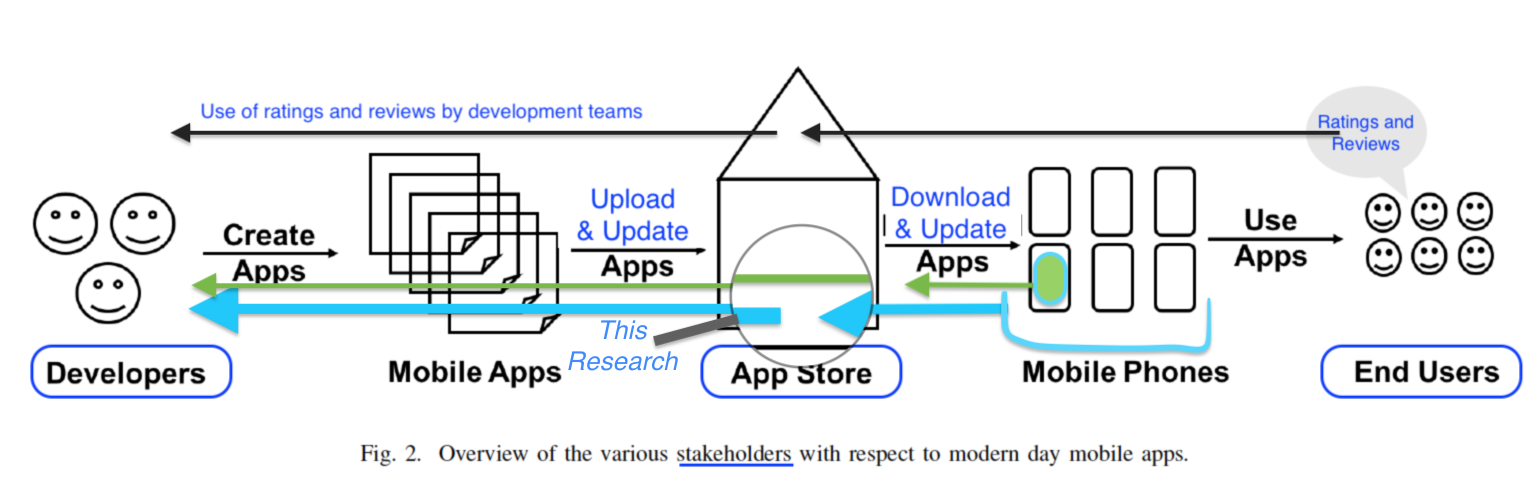 Use of ratings and reviews by development teams
Ratings and
Reviews
Create
Apps
Upload
& Update
Apps
Download
& Update
Apps
Use
Apps
This
Research
Developers
Mobile Apps
App Store
Mobile Phones
End Users
Fig. 2. Overview of the various stakeholders with respect to modern day mobile apps.